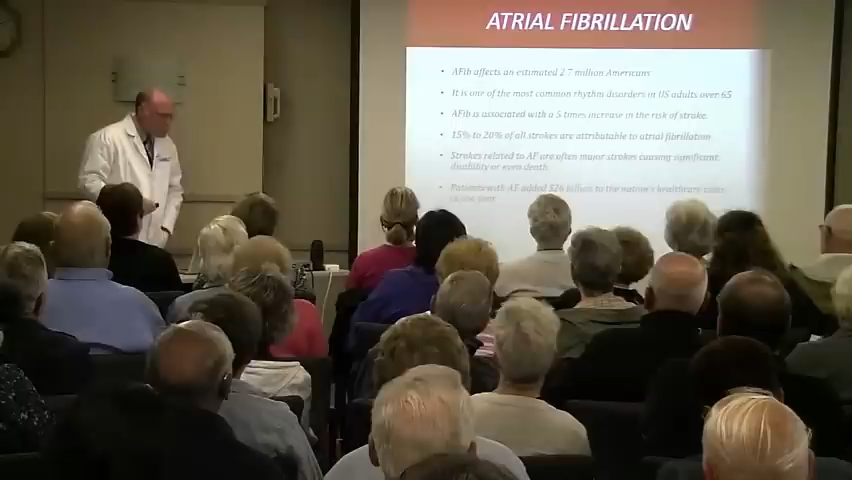 ATRIAL FIBRILLATION
• AFib affects an estimated 2.7 million Americans
• It is one of the most common rhythm disorders in US adults over 65
• AFib is associated with a 5 times increase in the risk of stroke.
• 15% to 20% of all strokes are attributable to atrial fibrillation
• Strokes related to AF are often major strokes causing significant
disability or even death.
• Patients with AF added $26 billion to the nation's healthcare costs
in one year